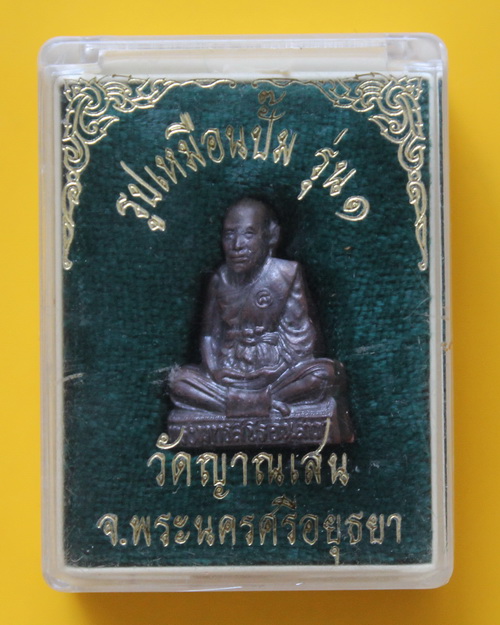 รูปเหมือนปั๊ม รุ่น๑
วัดญาณเสน
จ.พระนครศรีอยุธยา